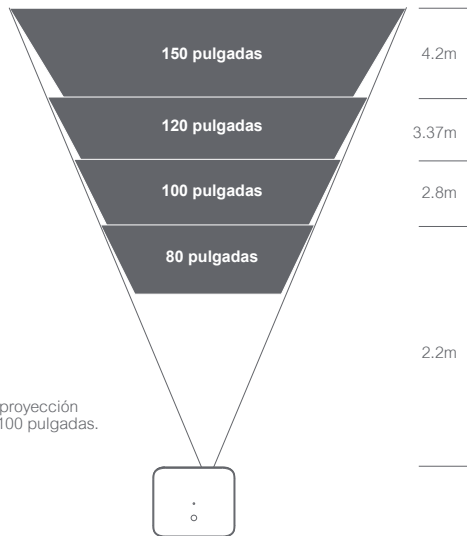 150 pulgadas
4.2m
120 pulgadas
3.37m
100 pulgadas
2.8m
80 pulgadas
2.2m
proyección
100 pulgadas.